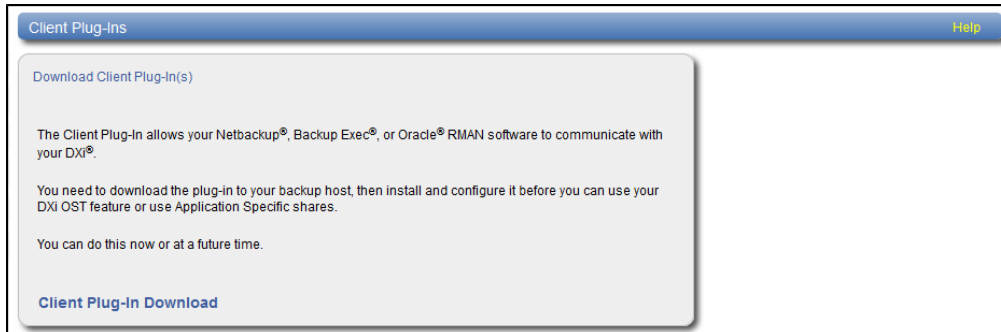 Client Plug-Ins
Help
Download Client Plug-In(s)
The Client Plug-In allows your Netbackup®, Backup Exec®, or Oracle® RMAN software to communicate with
your DXi®.
You need to download the plug-in to your backup host, then install and configure it before you can use your
DXi OST feature or use Application Specific shares.
You can do this now or at a future time.
Client Plug-In Download